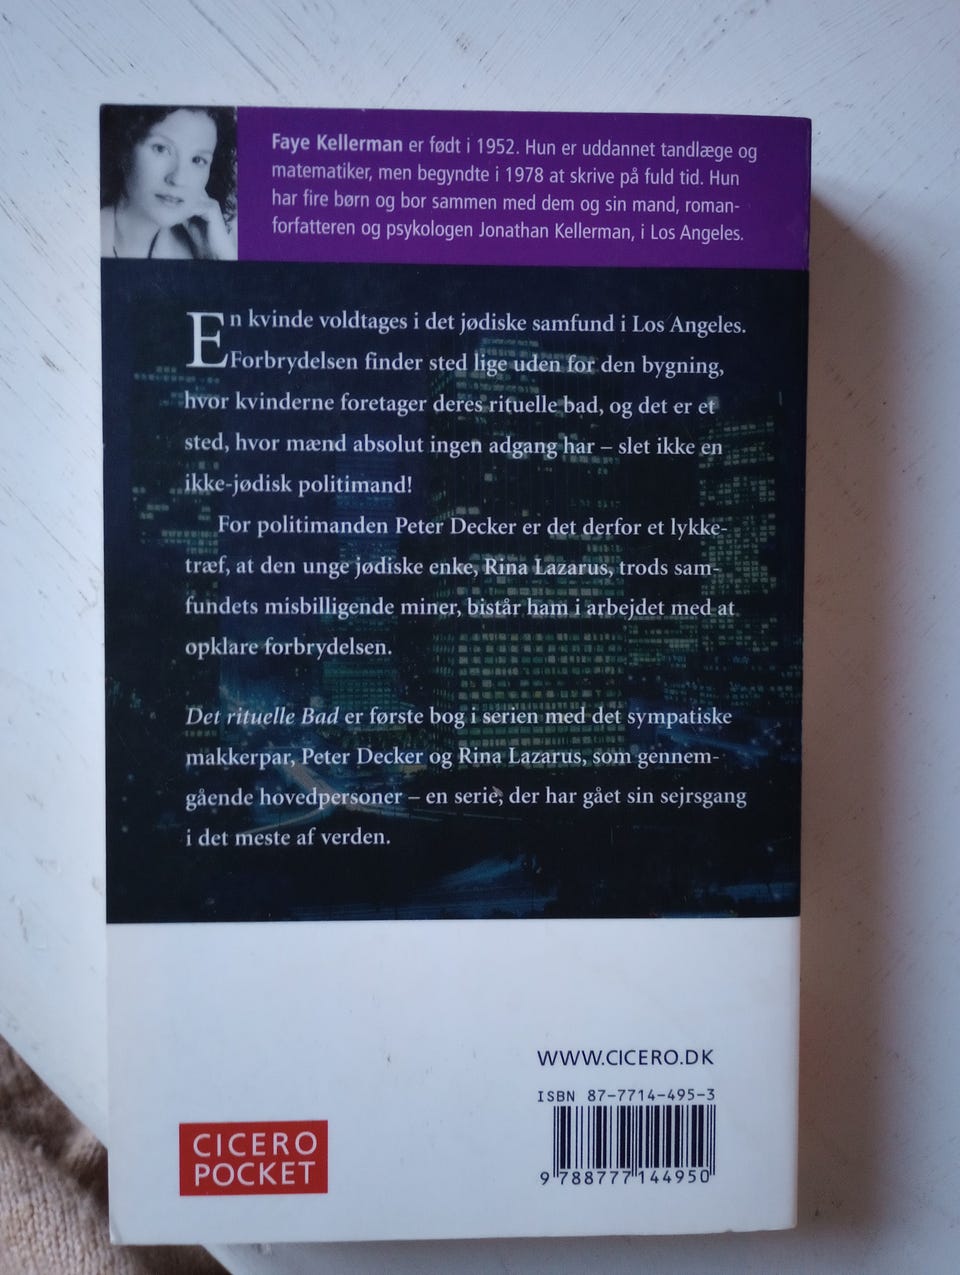 Faye Kellerman er født i 1952. Hun er uddannet tandlæge og
matematiker, men begyndte i 1978 at skrive på fuld tid. Hun
har fire børn og bor sammen med dem og sin mand, roman-
forfatteren og psykologen Jonathan Kellerman, i Los Angeles.
En kvinde voldtages i det jødiske samfund i Los Angeles.
Forbrydelsen finder sted lige uden for den bygning,
hvor kvinderne foretager deres rituelle bad, og det er et
sted, hvor mænd absolut ingen adgang har – slet ikke en
ikke-jødisk politimand!
For politimanden Peter Decker er det derfor et lykke-
træf, at den unge jødiske enke, Rina Lazarus, trods sam-
fundets misbilligende miner, bistår ham i arbejdet med at
opklare forbrydelsen.
Det rituelle Bad er første bog i serien med det sympatiske
makkerpar, Peter Decker og Rina Lazarus, som gennem-
gående hovedpersoner – en serie, der har gået sin sejrsgang
i det meste af verden.
WWW.CICERO.DK
ISBN 87-7714-495-3
CICERO
POCKET
9 788777 144950